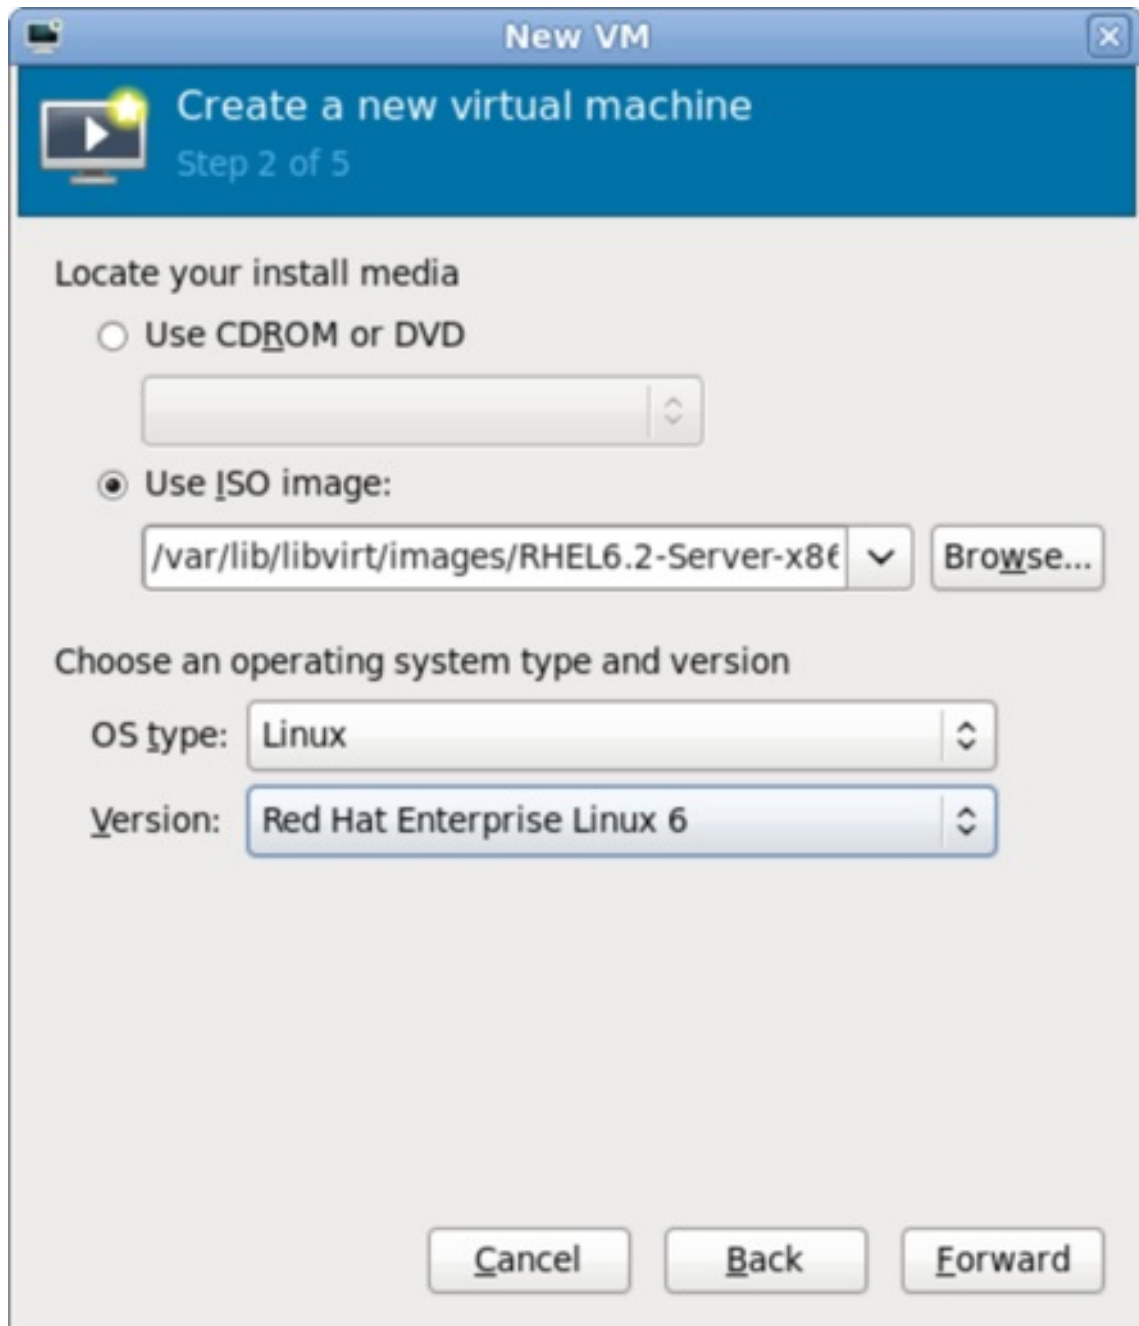 New VM
Create a new virtual machine
Step 2 of 5
Locate your install media
Use CDROM or DVD
Use ISO image:
/var/lib/libvirt/images/RHEL6.2-Server-x86 Browse...
Choose an operating system type and version
OS type: Linux
Version: Red Hat Enterprise Linux 6
Cancel Back Forward